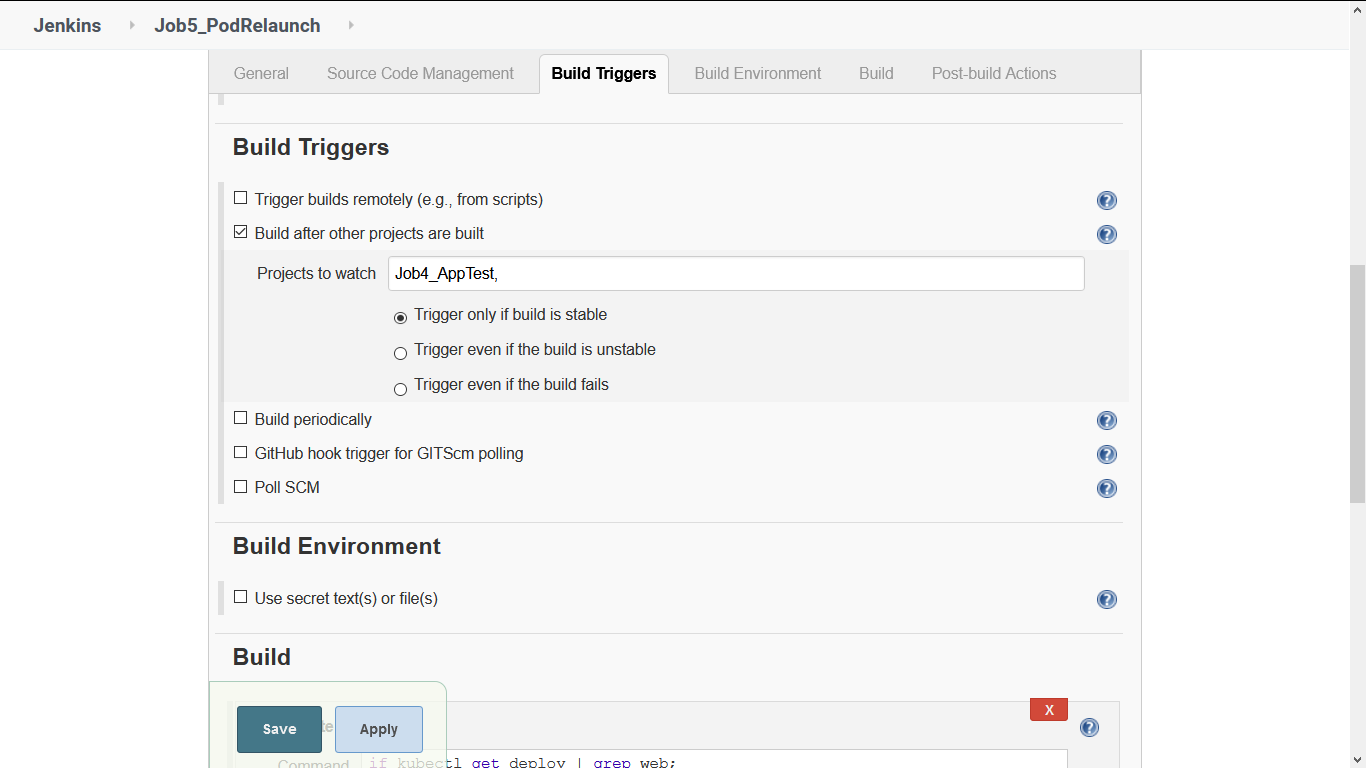 Jenkins Job5_PodRelaunch
General Source Code Management Build Triggers Build Environment Build Post-build Actions
Build Triggers
Trigger builds remotely (e.g., from scripts)
Build after other projects are built
Projects to watch Job4_AppTest,
Trigger only if build is stable
Trigger even if the build is unstable
Trigger even if the build fails
Build periodically
GitHub hook trigger for GITScm polling
Poll SCM
Build Environment
Use secret text(s) or file(s)
Build
X
Save Apply
Command if kubectl get deploy | grep web;